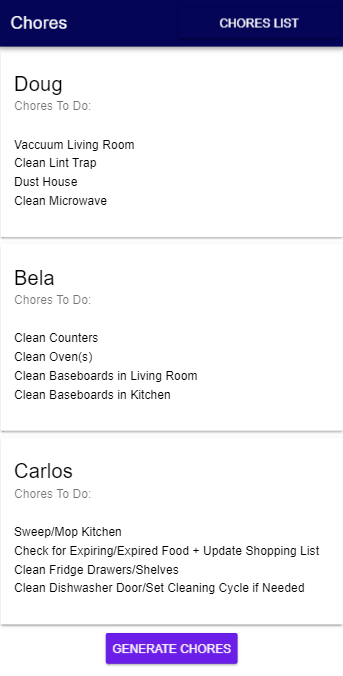 Chores
CHORES LIST
Doug
Chores To Do:
Vaccuum Living Room
Clean Lint Trap
Dust House
Clean Microwave
Bela
Chores To Do:
Clean Counters
Clean Oven(s)
Clean Baseboards in Living Room
Clean Baseboards in Kitchen
Carlos
Chores To Do:
Sweep/Mop Kitchen
Check for Expiring/Expired Food + Update Shopping List
Clean Fridge Drawers/Shelves
Clean Dishwasher Door/Set Cleaning Cycle if Needed
GENERATE CHORES